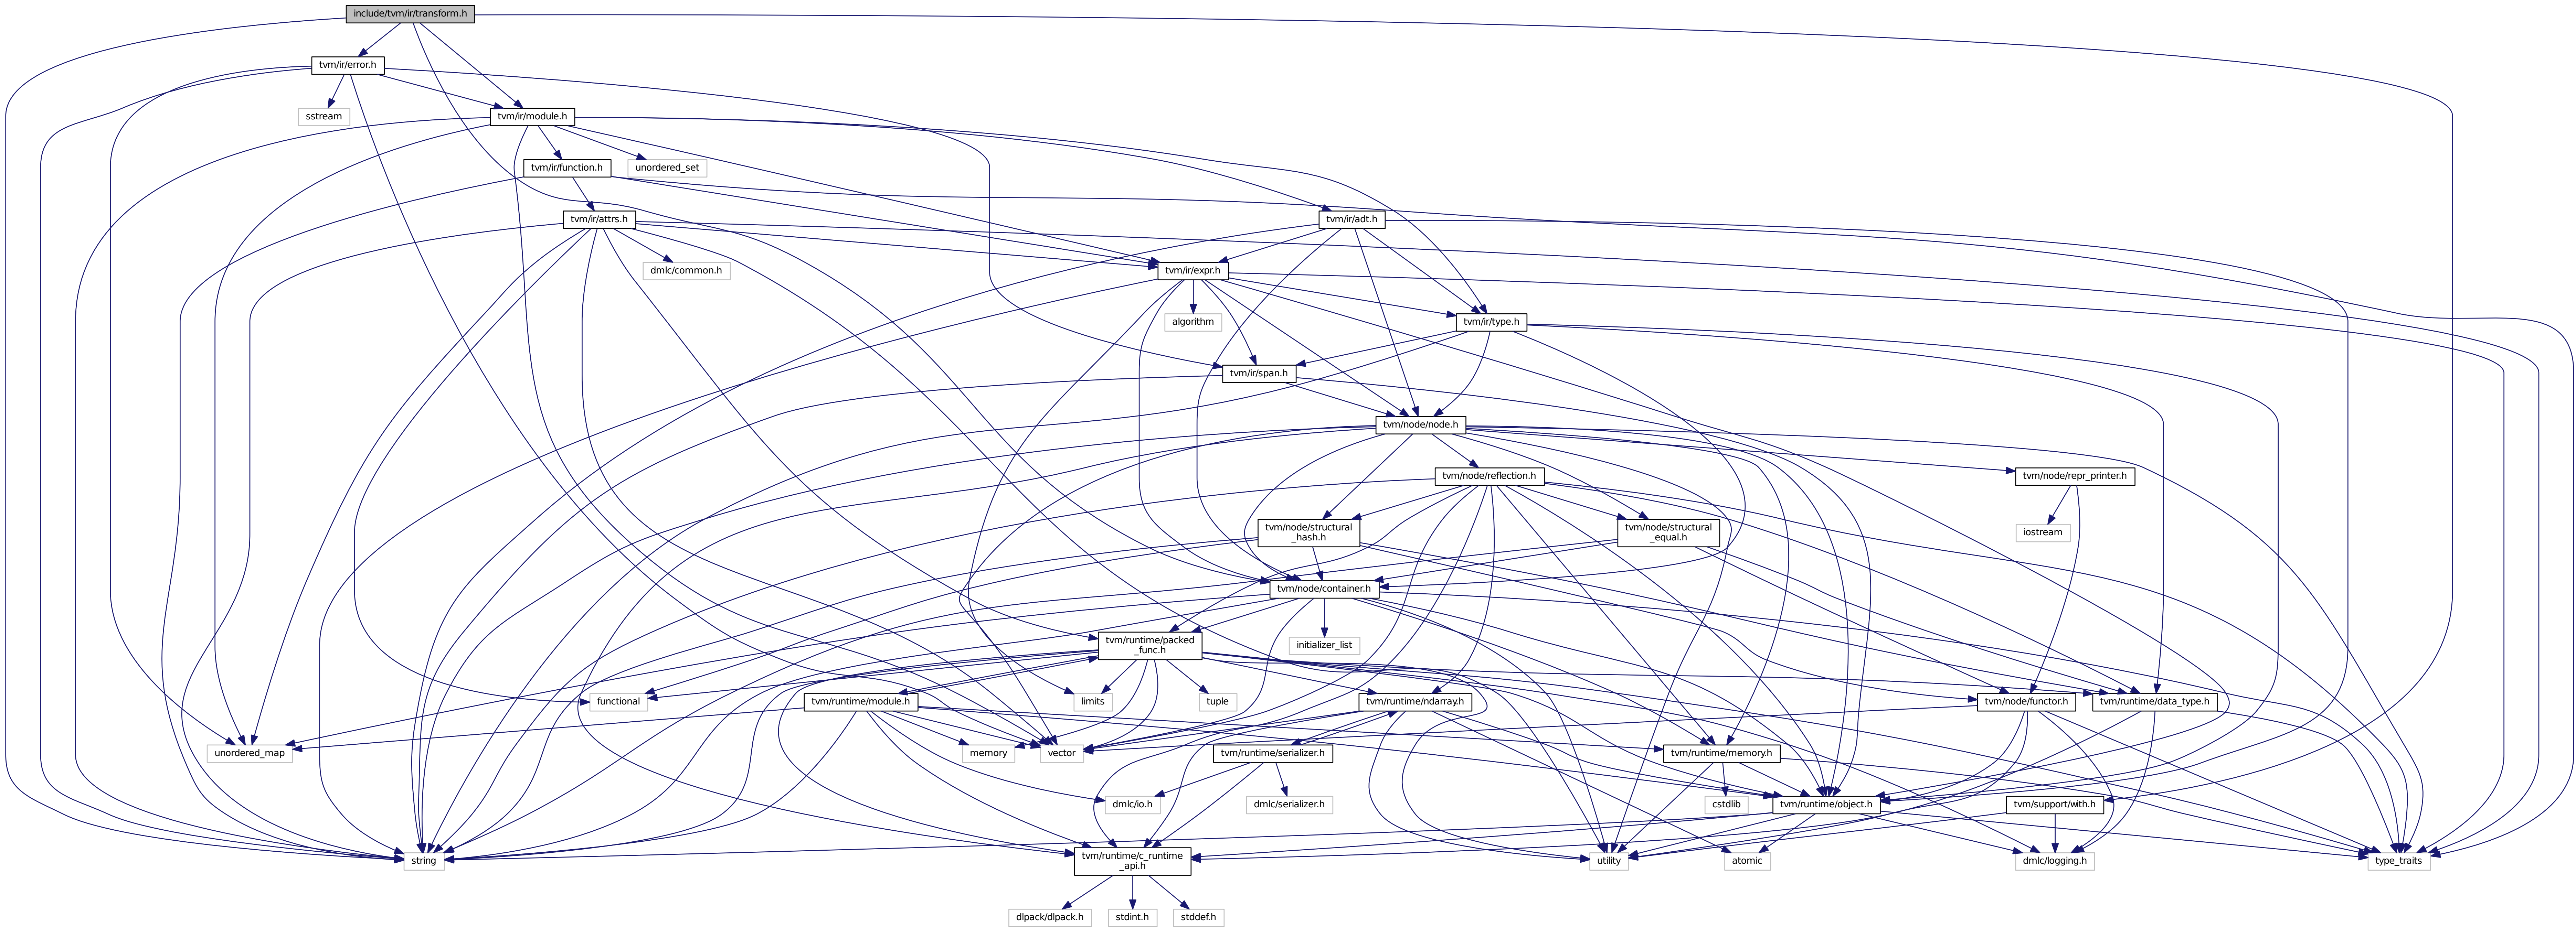 include/tvm/ir/transform.h
tvm/ir/error.h
sstream
tvm/ir/module.h
tvm/ir/function.h
unordered_set
tvm/ir/attrs.h
tvm/ir/adt.h
dmlc/common.h
tvm/ir/expr.h
algorithm
tvm/ir/type.h
tvm/ir/span.h
tvm/node/node.h
tvm/node/reflection.h
tvm/node/repr_printer.h
tvm/node/structural
_hash.h
tvm/node/structural
_equal.h
iostream
tvm/node/container.h
tvm/runtime/packed
_func.h
initializer_list
functional
tvm/runtime/module.h
limits
tuple
tvm/runtime/ndarray.h
tvm/node/functor.h
tvm/runtime/data_type.h
unordered_map
memory
vector
tvm/runtime/serializer.h
tvm/runtime/memory.h
dmlc/io.h
dmlc/serializer.h
cstdlib
tvm/runtime/object.h
tvm/support/with.h
string
tvm/runtime/c_runtime
_api.h
utility
atomic
dmlc/logging.h
type_traits
dlpack/dlpack.h
stdint.h
stddef.h